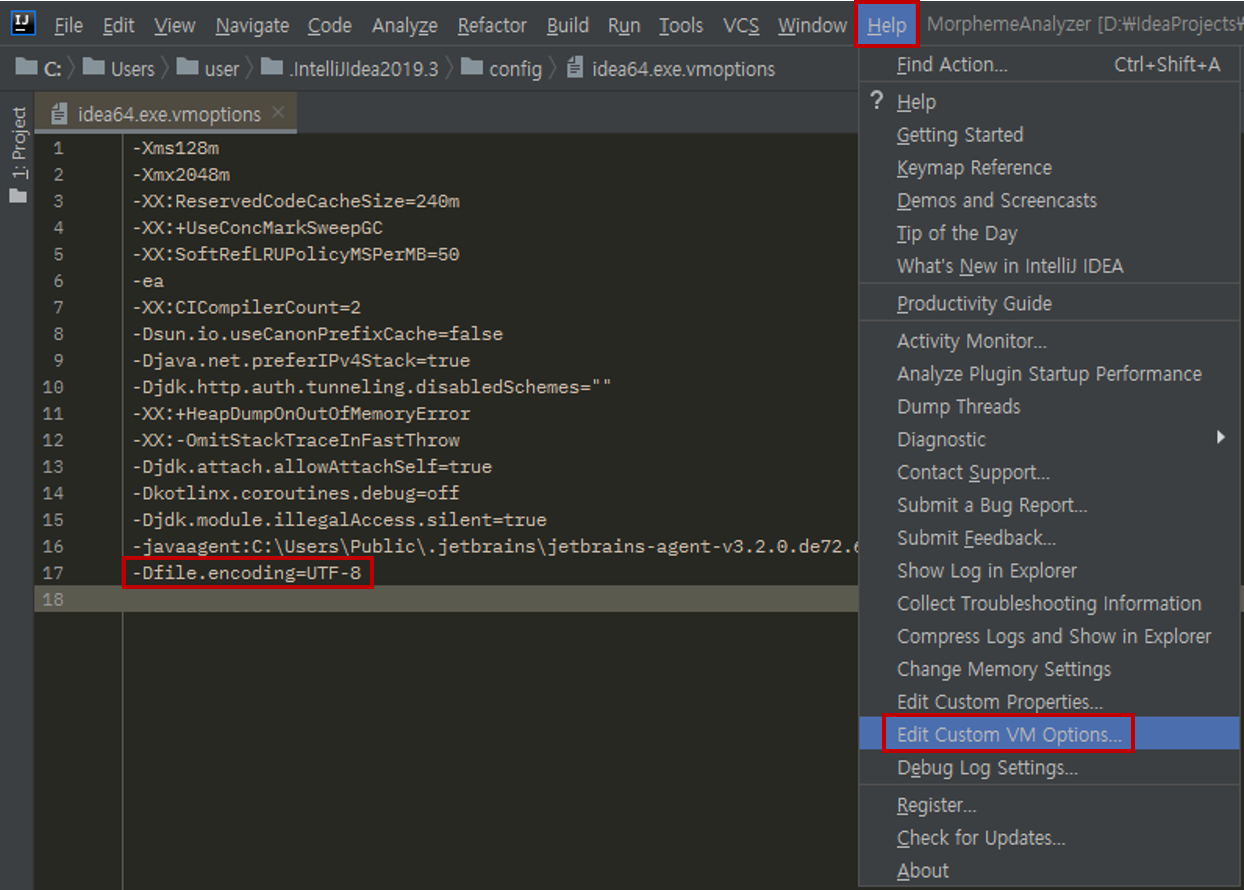 IJ File Edit View Navigate Code Analyze Refactor Build Run Tools VCS Window Help MorphemeAnalyzer [D:₩IdeaProjects₩
C: Users user .IntelliJIdea2019.3 config idea64.exe.vmoptions
1: Project
idea64.exe.vmoptions ×
1 -Xms128m
2 -Xmx2048m
3 -XX:ReservedCodeCacheSize=240m
4 -XX:+UseConcMarkSweepGC
5 -XX:SoftRefLRUPolicyMSPerMB=50
6 -ea
7 -XX:CICompilerCount=2
8 -Dsun.io.useCanonPrefixCache=false
9 -Djava.net.preferIPv4Stack=true
10 -Djdk.http.auth.tunneling.disabledSchemes=""
11 -XX:+HeapDumpOnOutOfMemoryError
12 -XX:-OmitStackTraceInFastThrow
13 -Djdk.attach.allowAttachSelf=true
14 -Dkotlinx.coroutines.debug=off
15 -Djdk.module.illegalAccess.silent=true
16 -javaagent:C:\Users\Public\.jetbrains\jetbrains-agent-v3.2.0.de72.6
17 -Dfile.encoding=UTF-8
18
Find Action... Ctrl+Shift+A
? Help
Getting Started
Keymap Reference
Demos and Screencasts
Tip of the Day
What's New in IntelliJ IDEA
Productivity Guide
Activity Monitor...
Analyze Plugin Startup Performance
Dump Threads
Diagnostic
Contact Support...
Submit a Bug Report...
Submit Feedback...
Show Log in Explorer
Collect Troubleshooting Information
Compress Logs and Show in Explorer
Change Memory Settings
Edit Custom Properties...
Edit Custom VM Options...
Debug Log Settings...
Register...
Check for Updates...
About